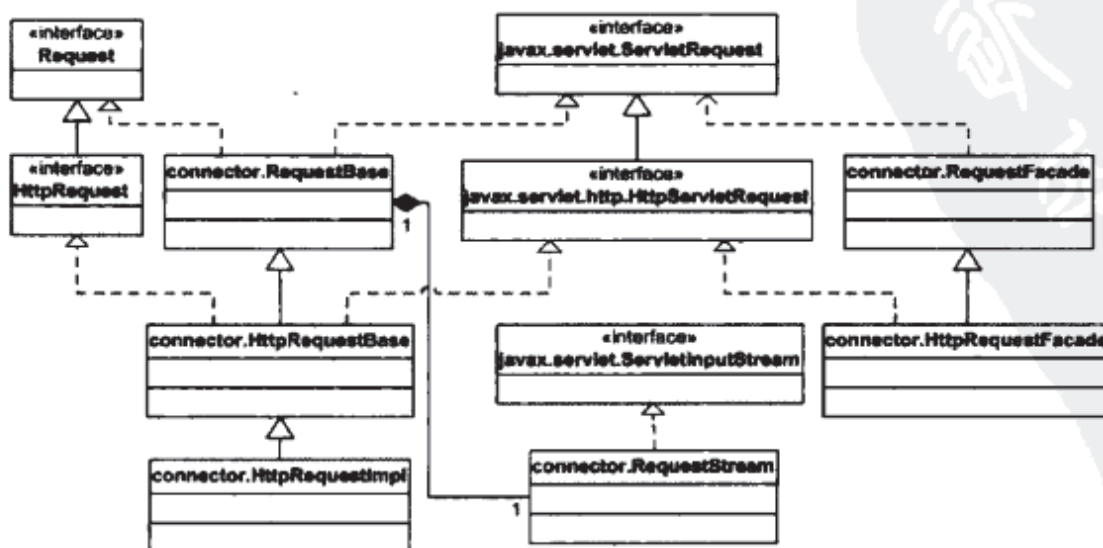 «interface»
Request
«interface»
javax.servlet.ServletRequest
«interface»
HttpRequest
connector.RequestBase
«interface»
javax.servlet.http.HttpServletRequest
connector.RequestFacade
1
connector.HttpRequestBase
«interface»
javax.servlet.ServletInputStream
connector.HttpRequestFacade
connector.HttpRequestImpl
connector.RequestStream
1